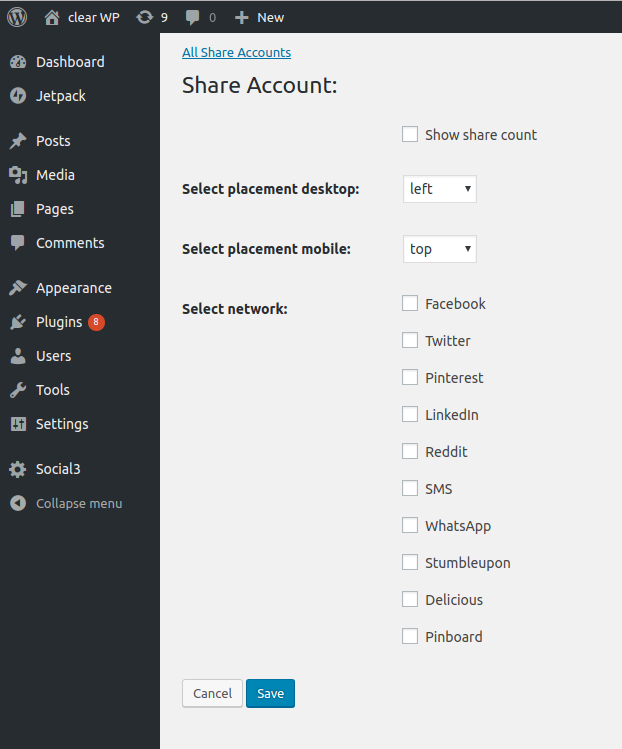 clear WP 9 0 New
Dashboard
Jetpack
Posts
Media
Pages
Comments
Appearance
Plugins 8
Users
Tools
Settings
Social3
Collapse menu
All Share Accounts
Share Account:
Show share count
Select placement desktop: left
Select placement mobile: top
Select network: Facebook
Twitter
Pinterest
LinkedIn
Reddit
SMS
WhatsApp
Stumbleupon
Delicious
Pinboard
Cancel Save